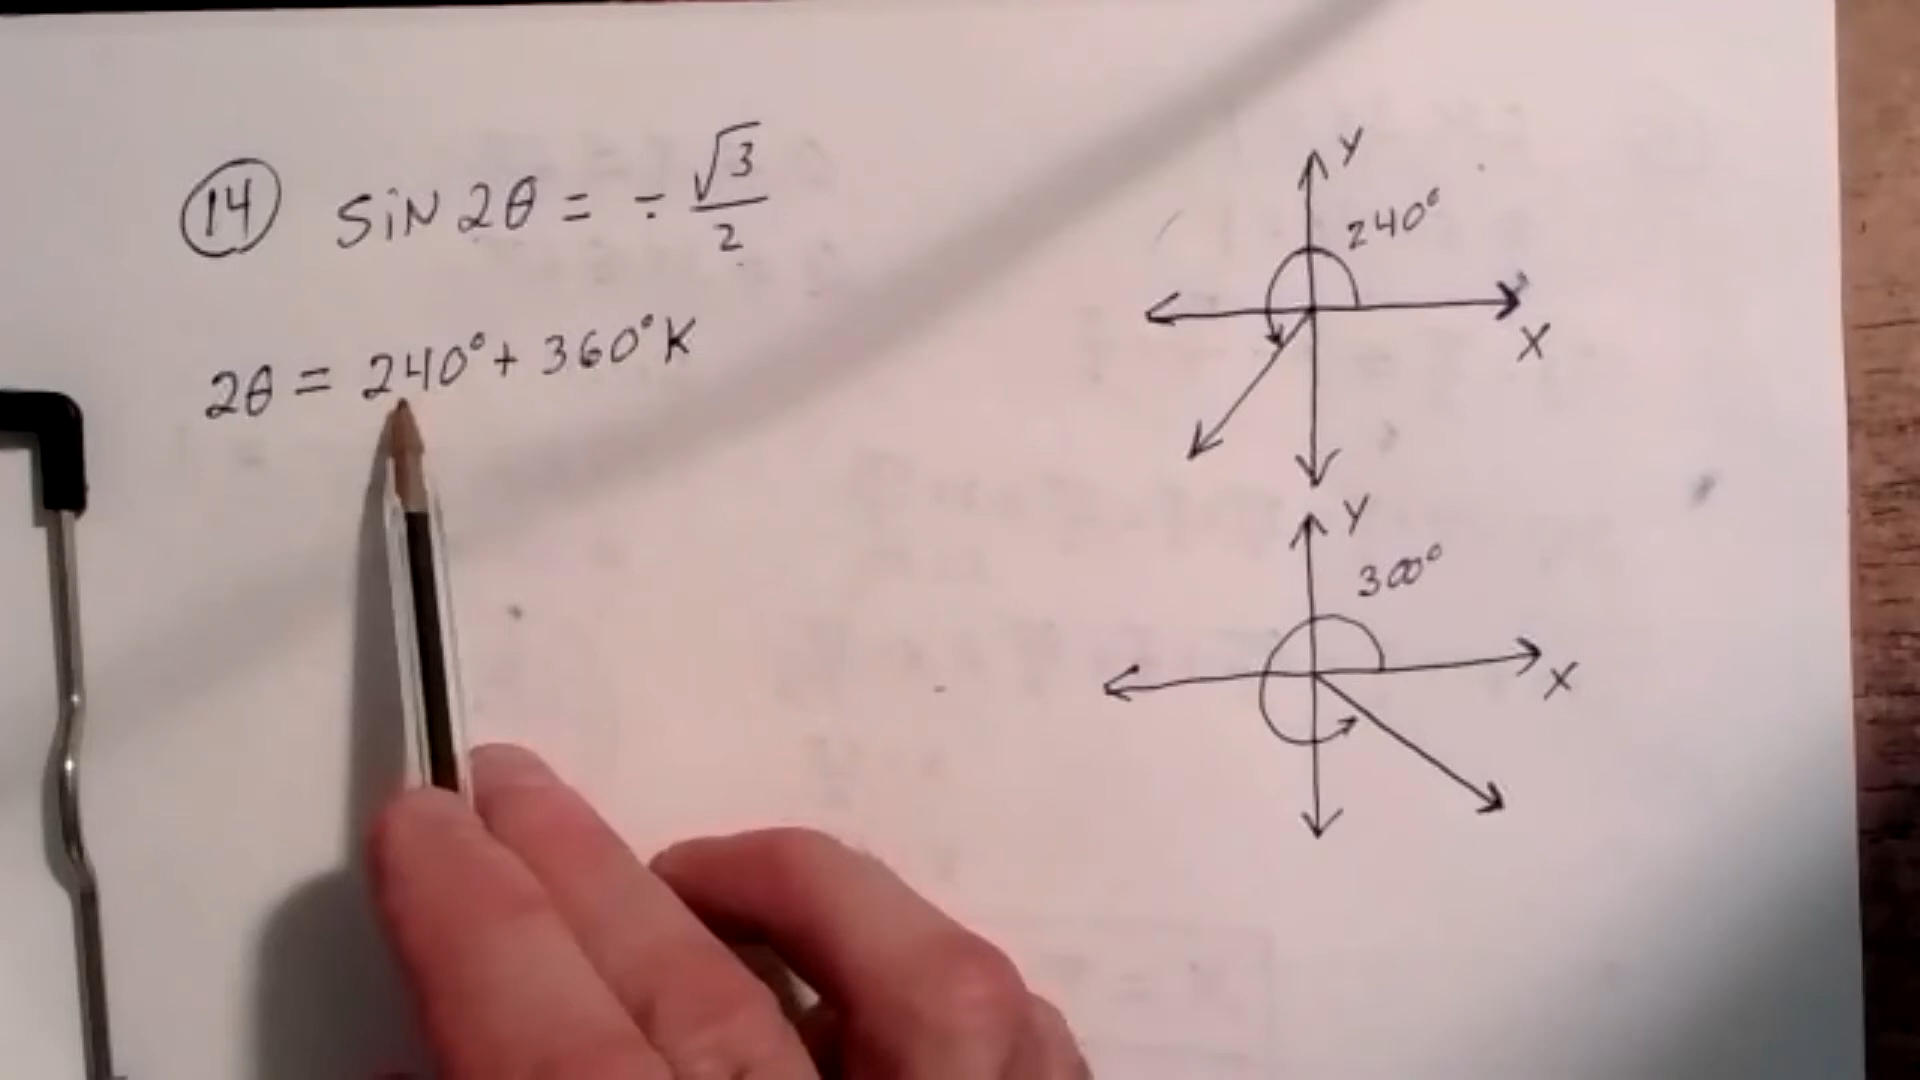 14 SiN 2θ = - √3/2
2θ = 240° + 360° K
Y
240°
X
Y
300°
X